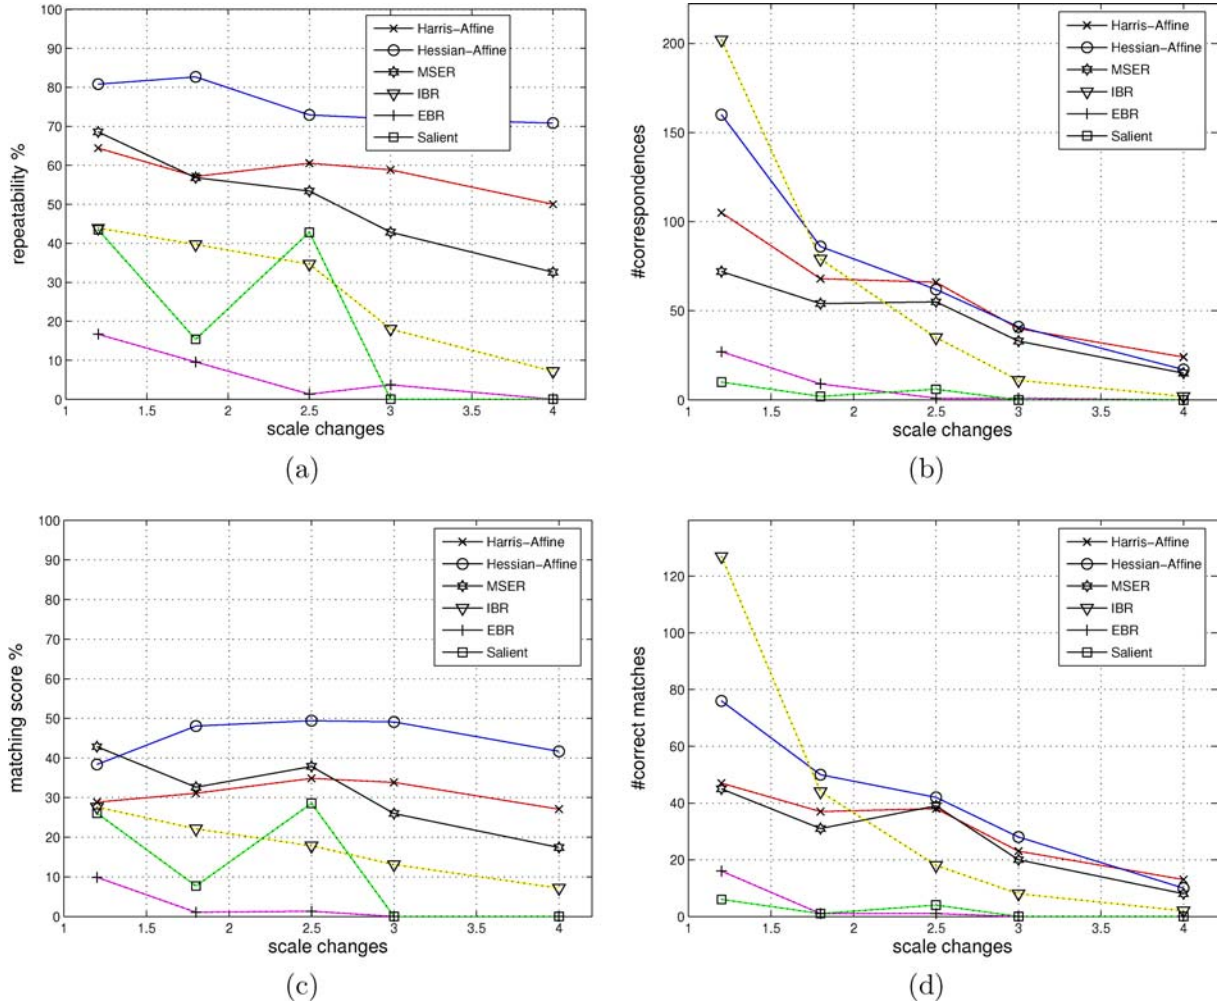 100
90
80
70
60
50
40
30
20
10
0
repeatability %
Harris-Affine
Hessian-Affine
MSER
IBR
EBR
Salient
1 1.5 2 2.5 3 3.5 4
scale changes
(a)
200
150
100
50
0
#correspondences
Harris-Affine
Hessian-Affine
MSER
IBR
EBR
Salient
1 1.5 2 2.5 3 3.5 4
scale changes
(b)
100
90
80
70
60
50
40
30
20
10
0
matching score %
Harris-Affine
Hessian-Affine
MSER
IBR
EBR
Salient
1 1.5 2 2.5 3 3.5 4
scale changes
(c)
120
100
80
60
40
20
0
#correct matches
Harris-Affine
Hessian-Affine
MSER
IBR
EBR
Salient
1 1.5 2 2.5 3 3.5 4
scale changes
(d)